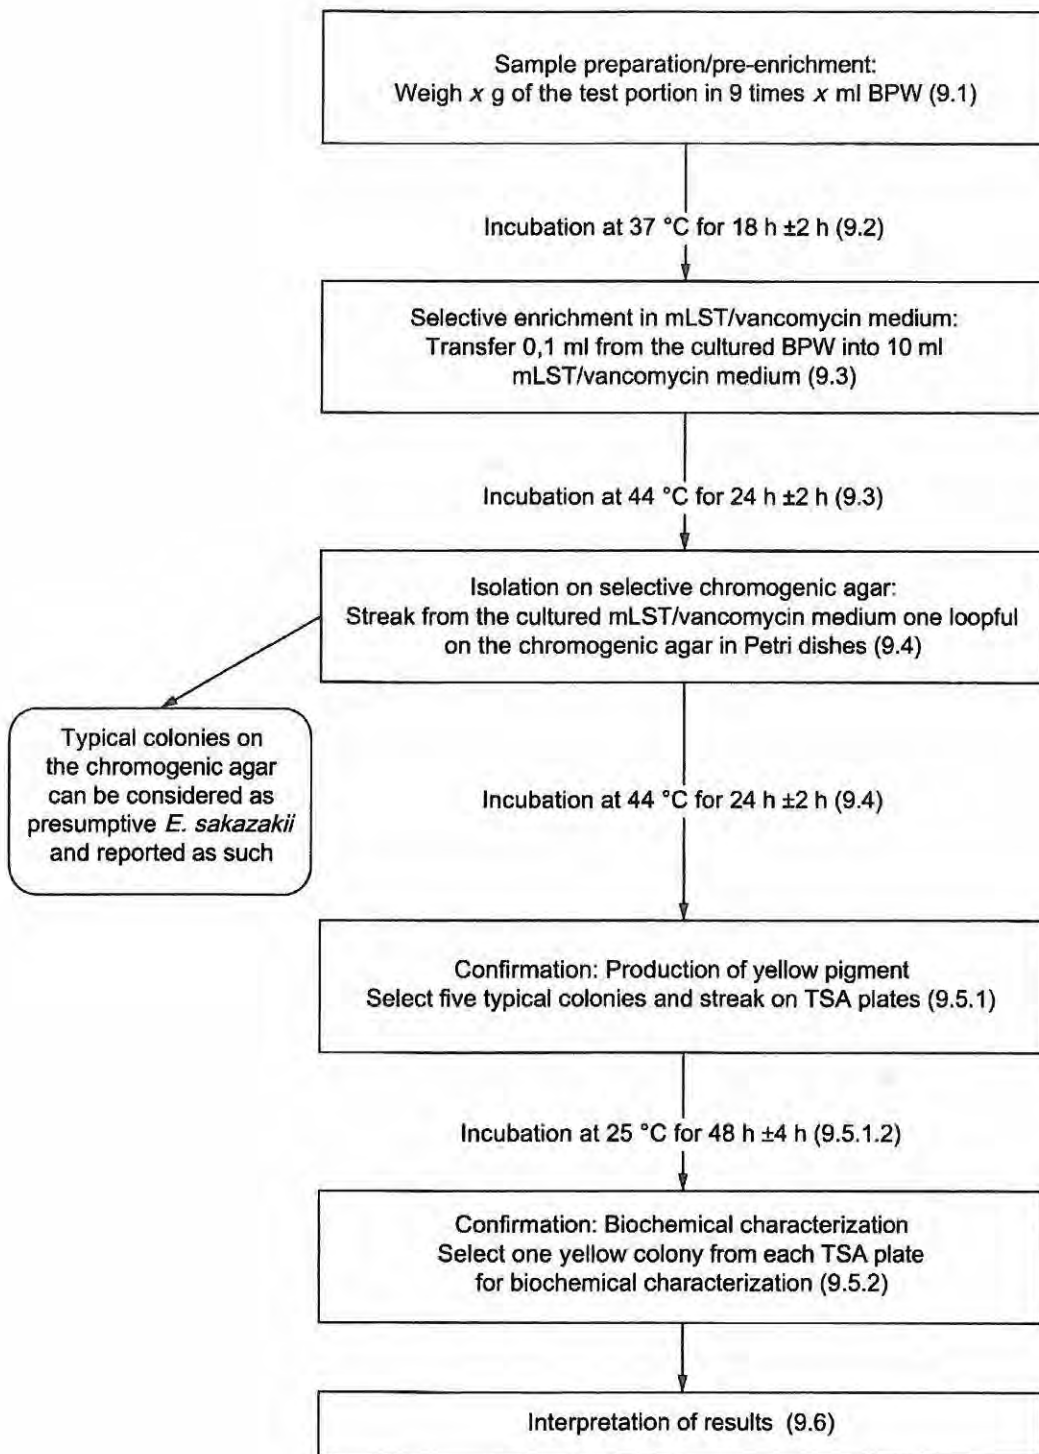 Sample preparation/pre-enrichment:
Weigh x g of the test portion in 9 times x ml BPW (9.1)
Incubation at 37 °C for 18 h ±2 h (9.2)
Selective enrichment in mLST/vancomycin medium:
Transfer 0,1 ml from the cultured BPW into 10 ml
mLST/vancomycin medium (9.3)
Incubation at 44 °C for 24 h ±2 h (9.3)
Isolation on selective chromogenic agar:
Streak from the cultured mLST/vancomycin medium one loopful
on the chromogenic agar in Petri dishes (9.4)
Typical colonies on
the chromogenic agar
can be considered as
presumptive E. sakazakii
and reported as such
Incubation at 44 °C for 24 h ±2 h (9.4)
Confirmation: Production of yellow pigment
Select five typical colonies and streak on TSA plates (9.5.1)
Incubation at 25 °C for 48 h ±4 h (9.5.1.2)
Confirmation: Biochemical characterization
Select one yellow colony from each TSA plate
for biochemical characterization (9.5.2)
Interpretation of results (9.6)